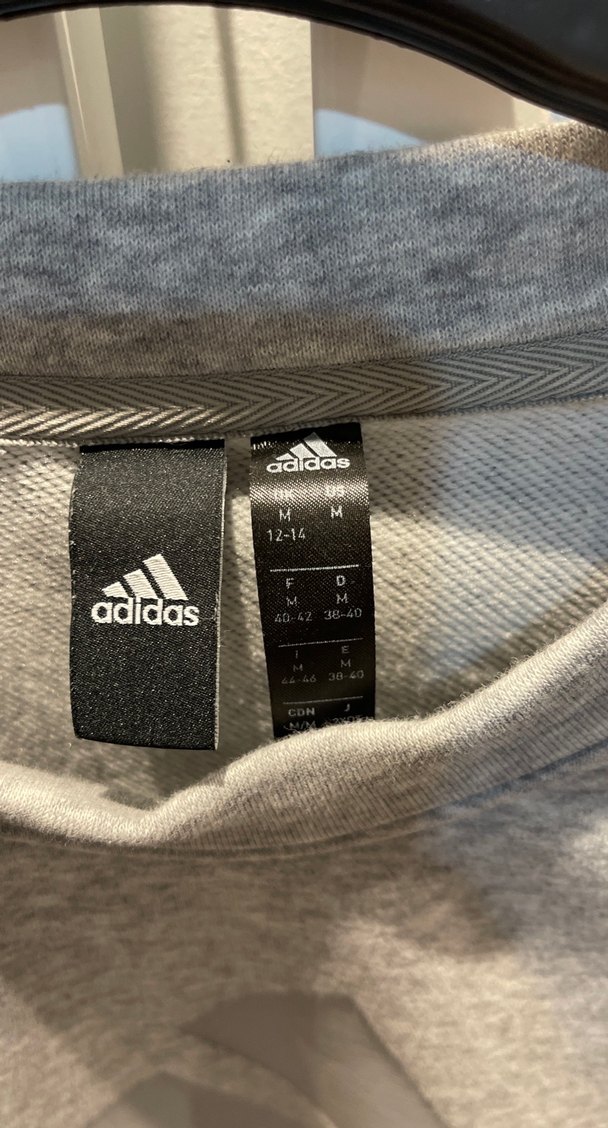 adidas
adidas
UK US
M M
12-14
F D
M M
40-42 38-40
I E
M M
44-46 38-40
CDN J
M/M